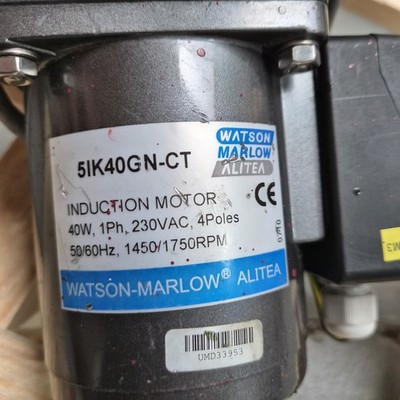 WATSON
MARLOW
ALITEA
5IK40GN-CT
CE
INDUCTION MOTOR
40W, 1Ph, 230VAC, 4Poles
50/60Hz, 1450/1750RPM
WATSON-MARLOW® ALITEA
UMD33953
M3